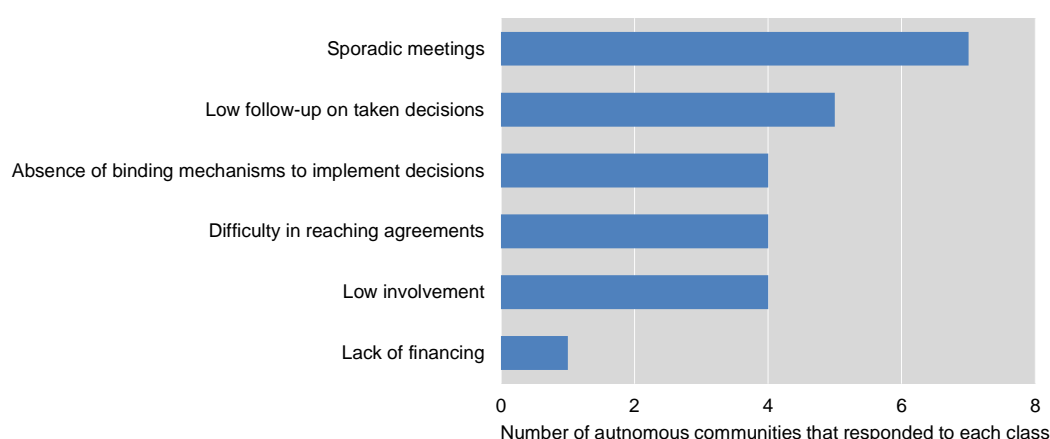 Sporadic meetings
Low follow-up on taken decisions
Absence of binding mechanisms to implement decisions
Difficulty in reaching agreements
Low involvement
Lack of financing
0 2 4 6 8
Number of autnomous communities that responded to each class